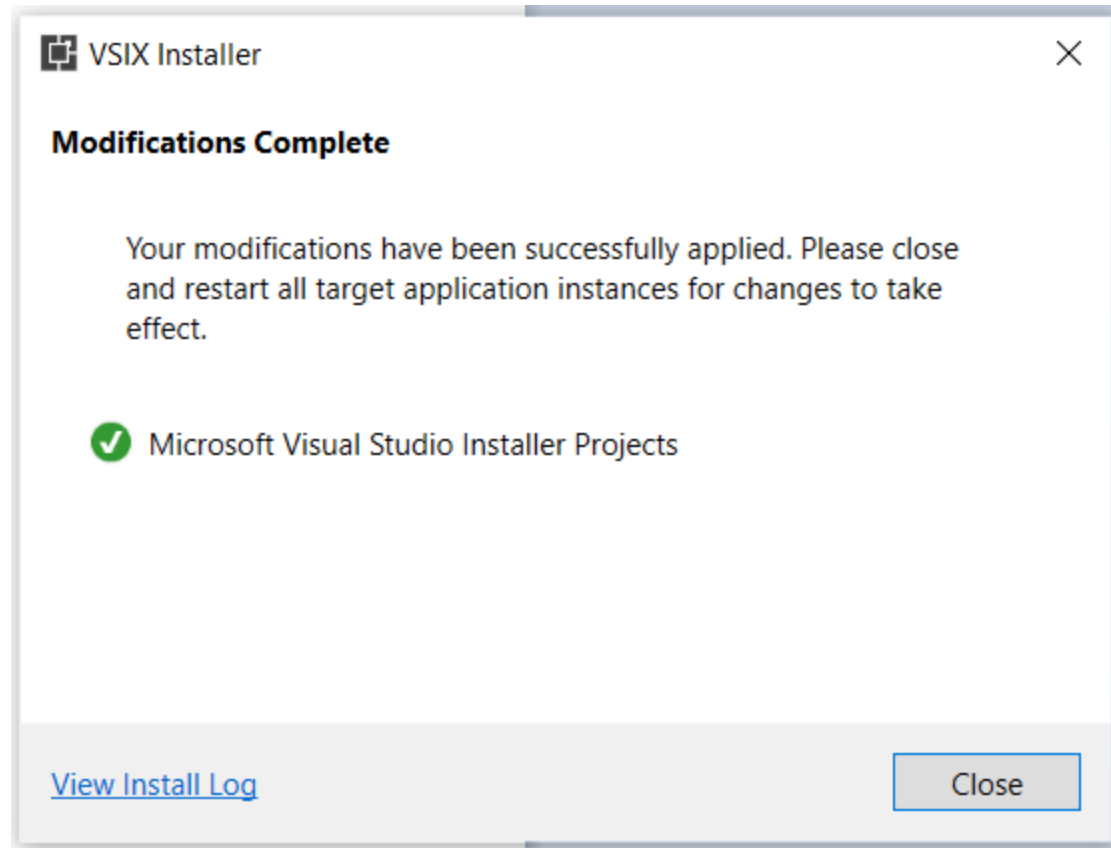 VSIX Installer
Modifications Complete
Your modifications have been successfully applied. Please close
and restart all target application instances for changes to take
effect.
Microsoft Visual Studio Installer Projects
View Install Log
Close